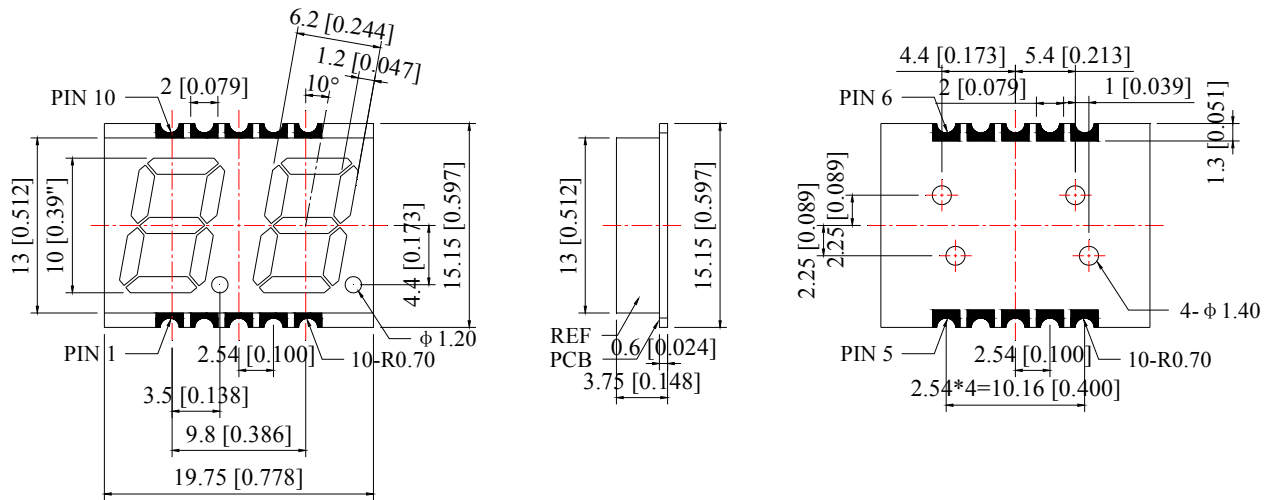 6.2 [0.244]
1.2 [0.047]
10°
2 [0.079]
PIN 10
13 [0.512]
10 [0.39"]
4.4 [0.173]
15.15 [0.597]
PIN 1
ϕ 1.20
2.54 [0.100]
10-R0.70
3.5 [0.138]
9.8 [0.386]
19.75 [0.778]
13 [0.512]
15.15 [0.597]
REF
PCB
0.6 [0.024]
3.75 [0.148]
4.4 [0.173]
5.4 [0.213]
2 [0.079]
1 [0.039]
PIN 6
1.3 [0.051]
2.25 [0.089]
2.25 [0.089]
4- ϕ 1.40
PIN 5
2.54 [0.100]
10-R0.70
2.54*4=10.16 [0.400]